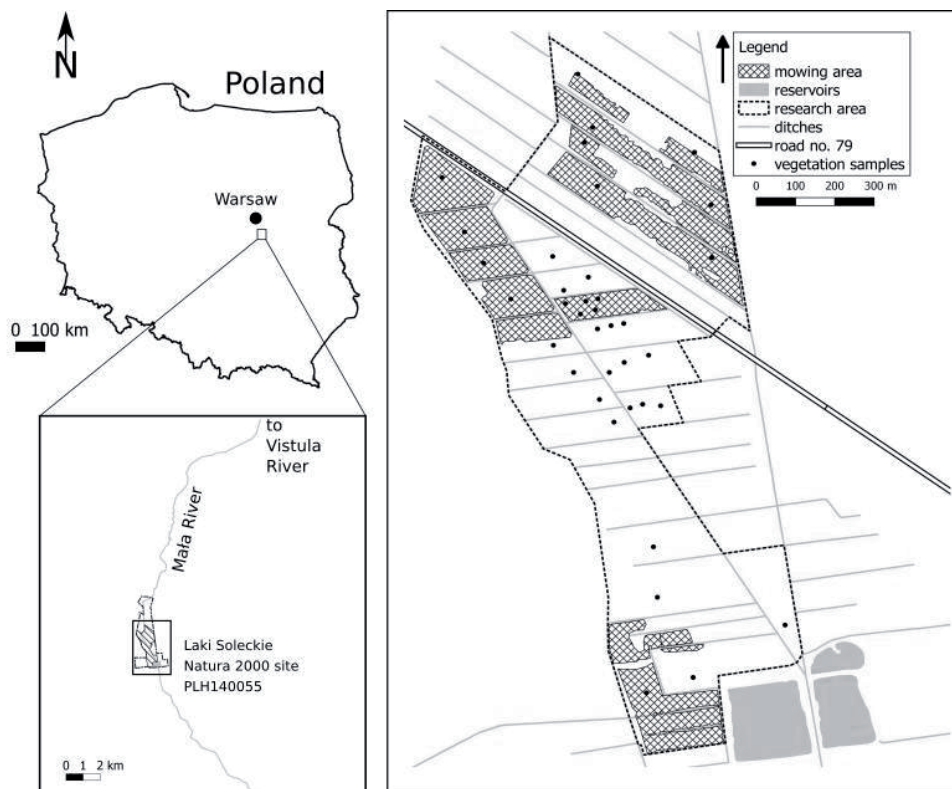 N
Poland
Warsaw
0 100 km
to
Vistula
River
Mała River
Laki Soleckie
Natura 2000 site
PLH140055
0 1 2 km
Legend
mowing area
reservoirs
research area
ditches
road no. 79
vegetation samples
0 100 200 300 m